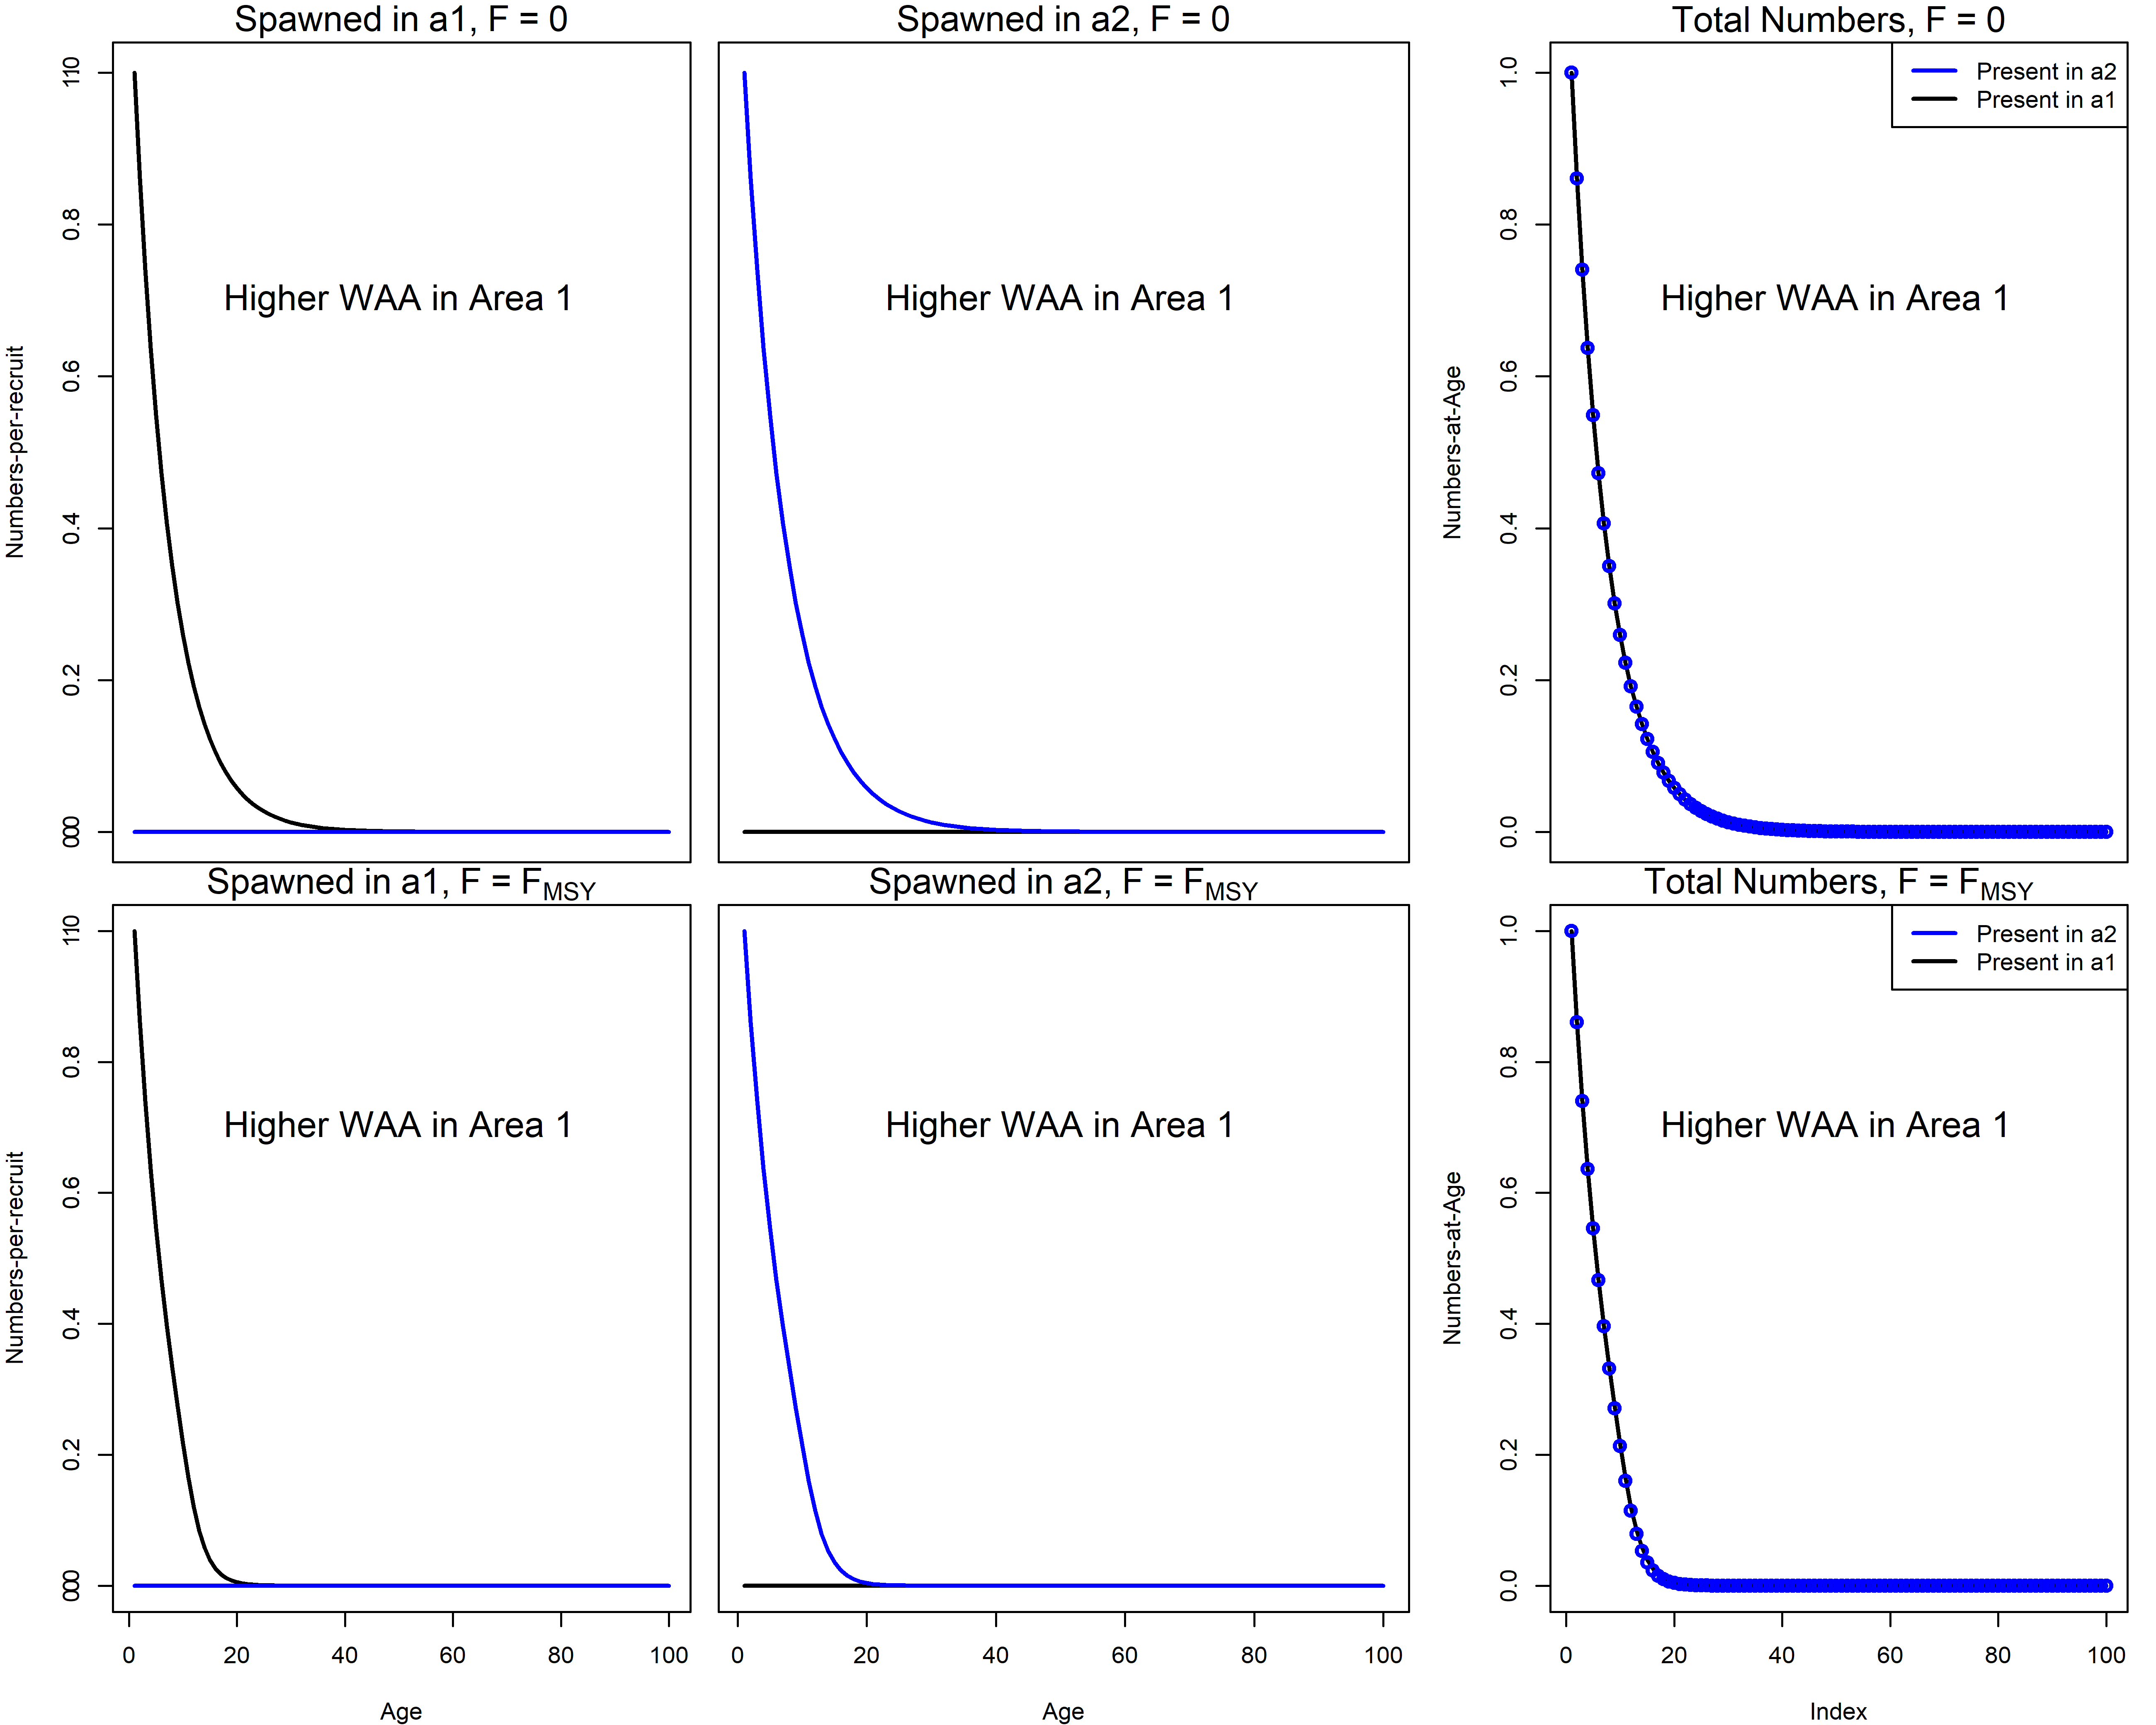 Spawned in a1, F = 0
Spawned in a2, F = 0
Total Numbers, F = 0
Numbers-per-recruit
110
0.8
0.6
0.4
0.2
000
Higher WAA in Area 1
Higher WAA in Area 1
Numbers-at-Age
1.0
0.8
0.6
0.4
0.2
0.0
Present in a2
Present in a1
Higher WAA in Area 1
Spawned in a1, F = FMSY
Spawned in a2, F = FMSY
Total Numbers, F = FMSY
Numbers-per-recruit
110
0.8
0.6
0.4
0.2
000
Higher WAA in Area 1
0 20 40 60 80 100
Age
Higher WAA in Area 1
0 20 40 60 80 100
Age
Numbers-at-Age
1.0
0.8
0.6
0.4
0.2
0.0
Present in a2
Present in a1
Higher WAA in Area 1
0 20 40 60 80 100
Index